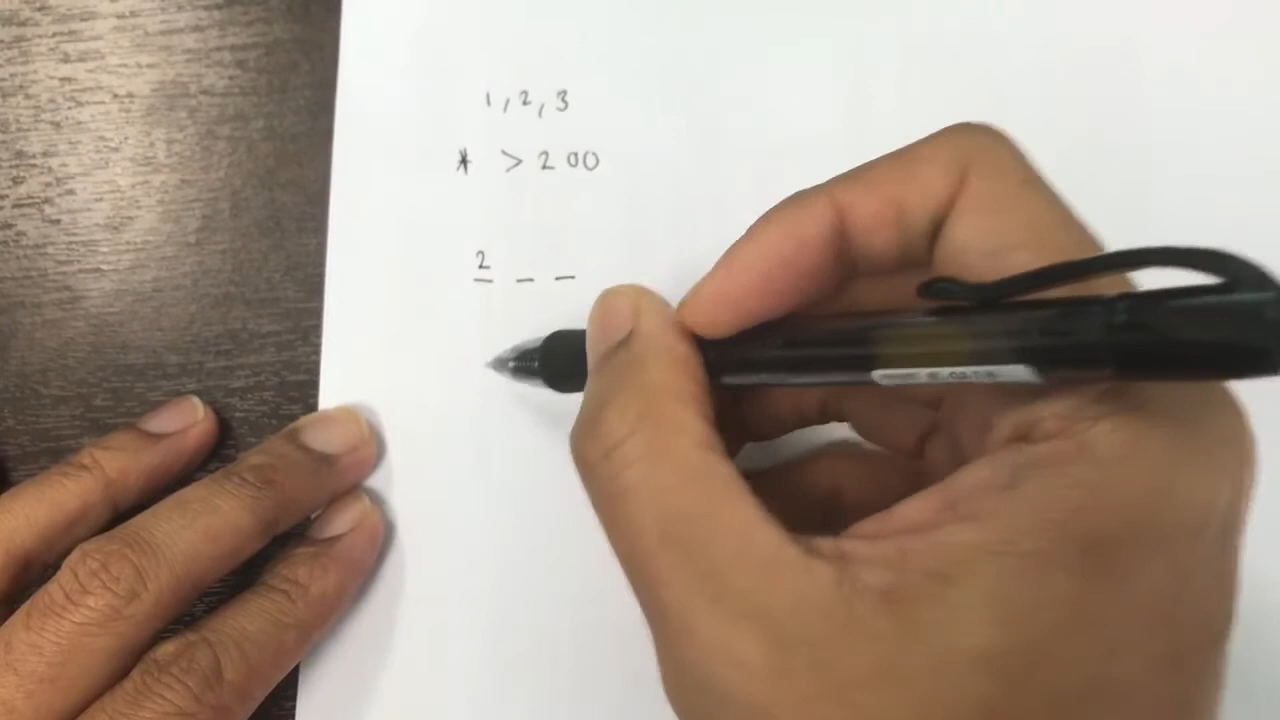 1, 2, 3
* > 200
2 _ _